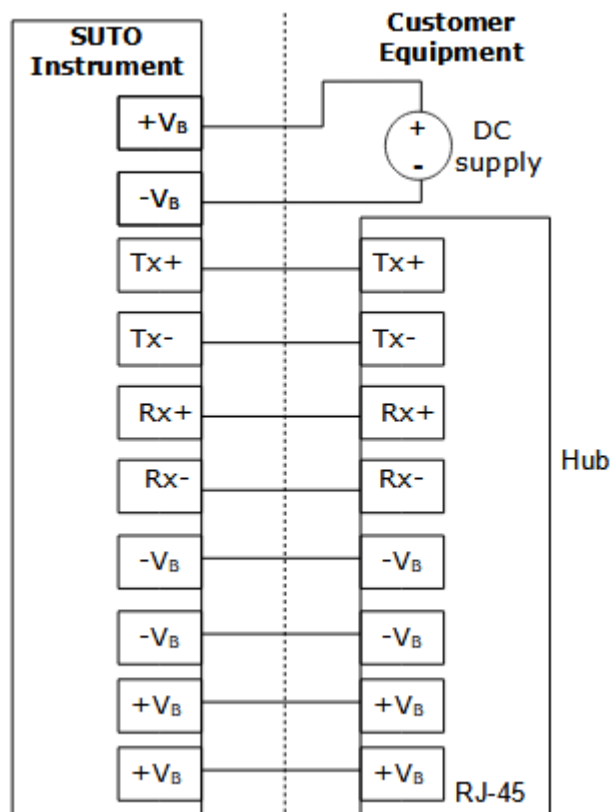 SUTO
Instrument
Customer
Equipment
+VB
+
-
DC
supply
-VB
Tx+ Tx+
Tx- Tx-
Rx+ Rx+
Rx- Rx-
Hub
-VB -VB
-VB -VB
+VB +VB
+VB +VB
RJ-45